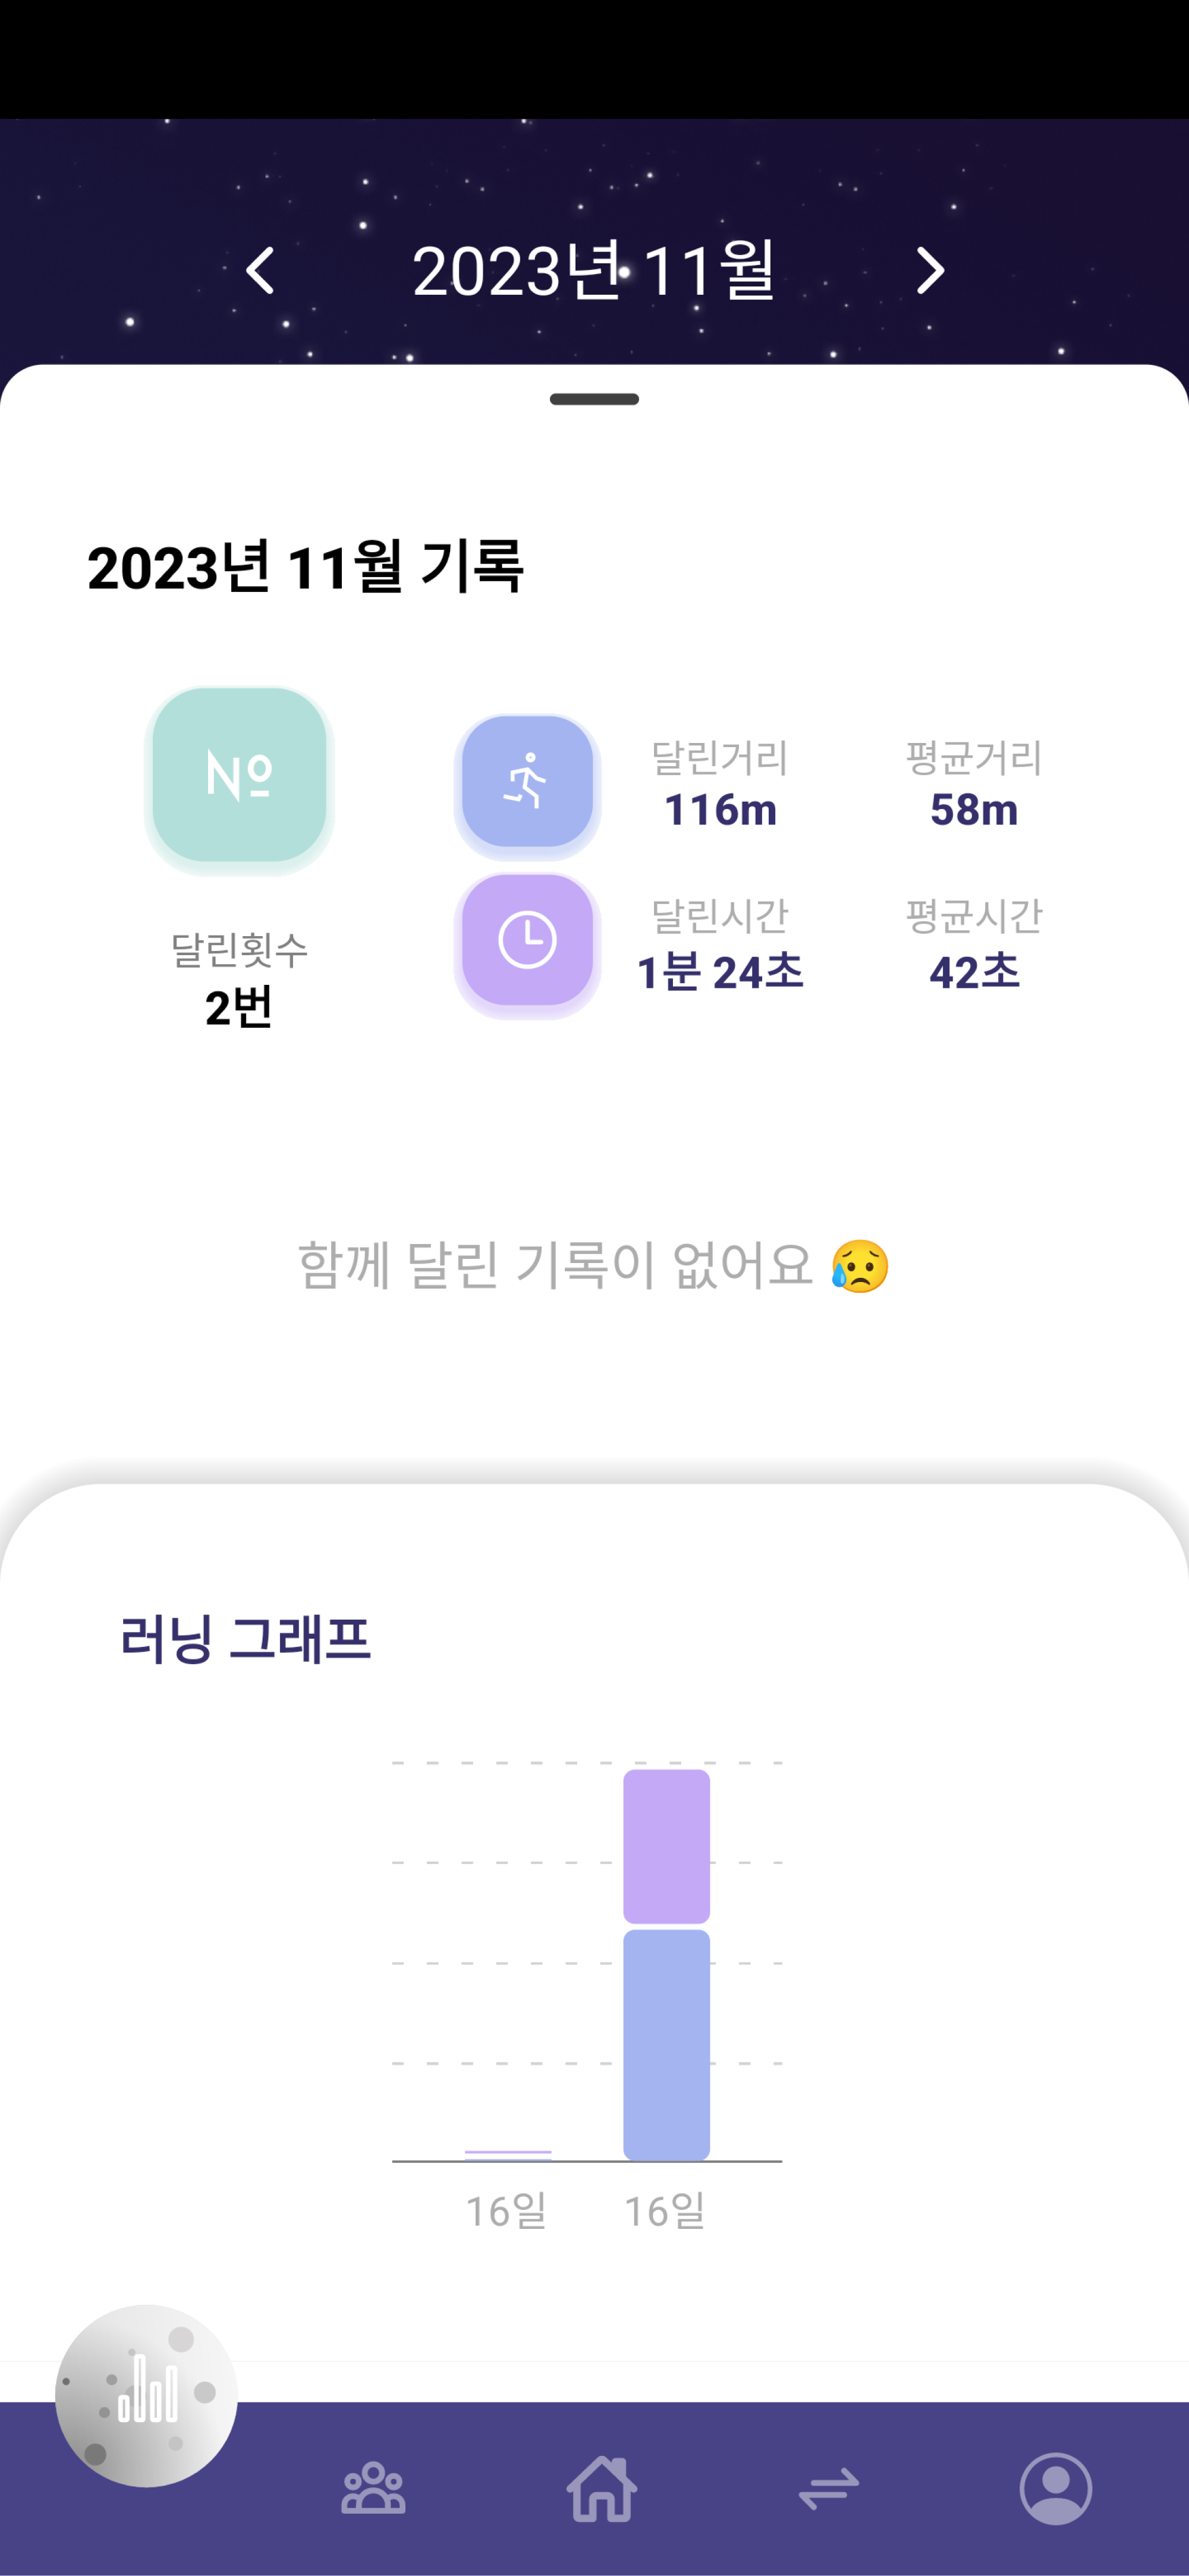 2023년 11월
2023년 11월 기록
달린횟수
2번
달린거리
116m
평균거리
58m
달린시간
1분 24초
평균시간
42초
함께 달린 기록이 없어요 😥
러닝 그래프
16일 16일